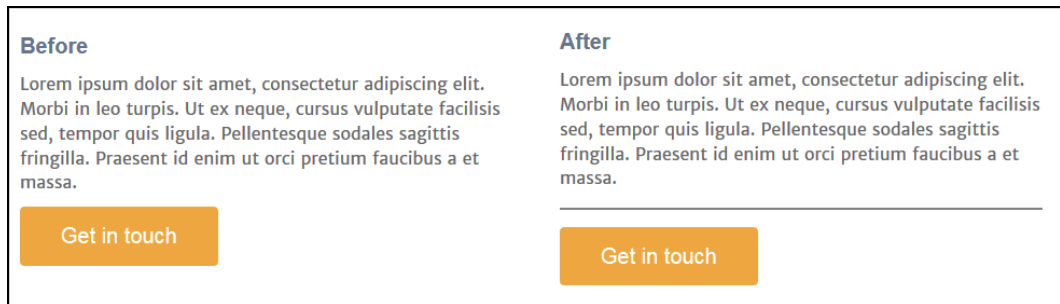 Before
Lorem ipsum dolor sit amet, consectetur adipiscing elit.
Morbi in leo turpis. Ut ex neque, cursus vulputate facilisis
sed, tempor quis ligula. Pellentesque sodales sagittis
fringilla. Praesent id enim ut orci pretium faucibus a et
massa.
Get in touch
After
Lorem ipsum dolor sit amet, consectetur adipiscing elit.
Morbi in leo turpis. Ut ex neque, cursus vulputate facilisis
sed, tempor quis ligula. Pellentesque sodales sagittis
fringilla. Praesent id enim ut orci pretium faucibus a et
massa.
Get in touch